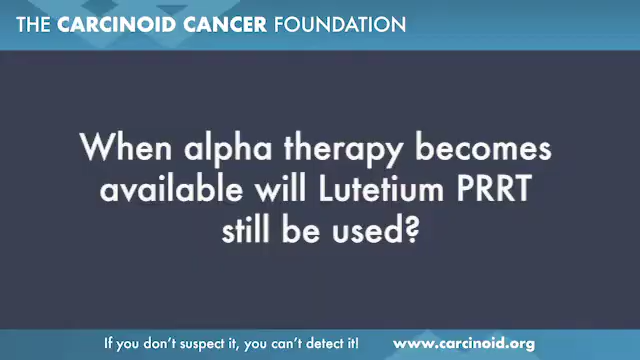 THE CARCINOID CANCER FOUNDATION
When alpha therapy becomes
available will Lutetium PRRT
still be used?
If you don't suspect it, you can't detect it! www.carcinoid.org